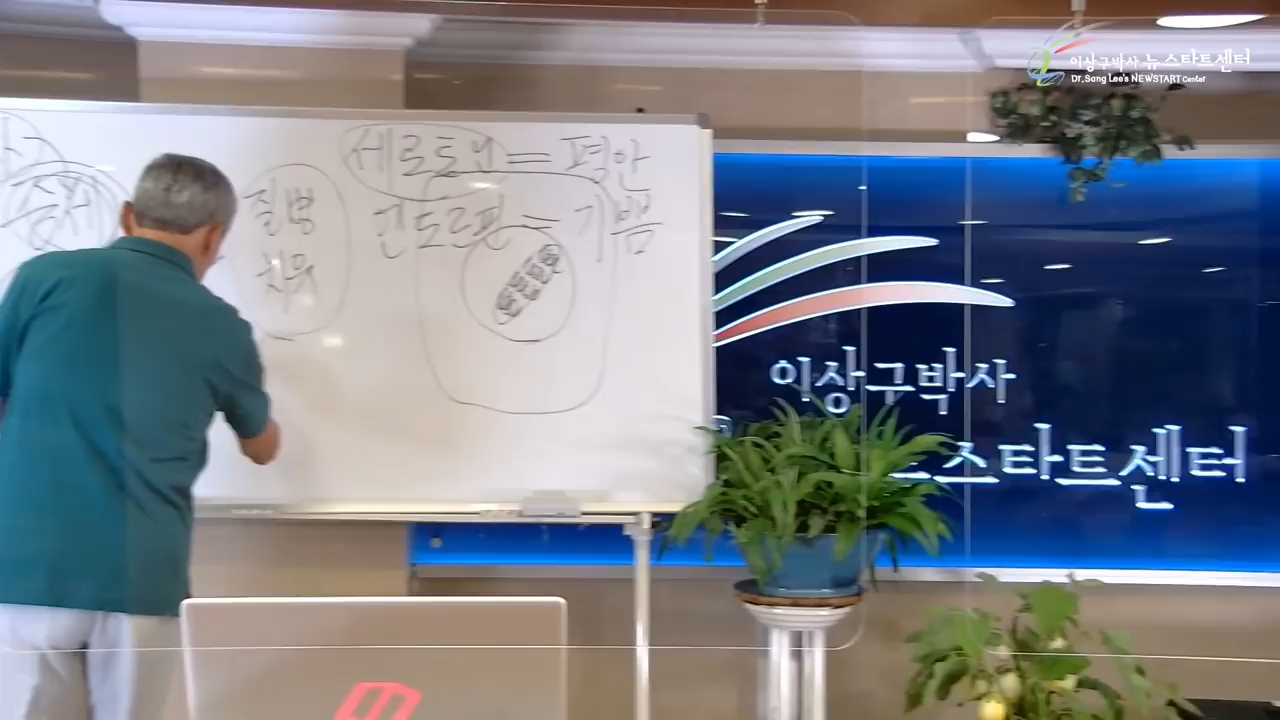 이상구박사 뉴스타트센터
Dr. Sang Lee's NEWSTART Center
증세
질병
치유
세로토닌 = 평안
엔도르핀 = 기쁨
이상구박사
스타트센터